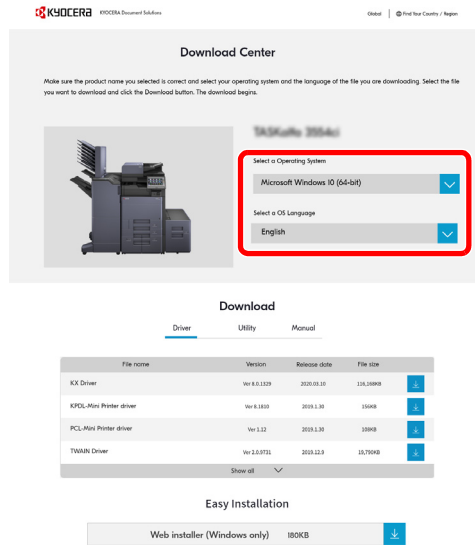 KYOCERA KYOCERA Document Solutions Global Find Your Country / Region
Download Center
Make sure the product name you selected is correct and select your operating system and the language of the file you are downloading. Select the file
you want to download and click the Download button. The download begins.
Select a Operating System
Microsoft Windows 10 (64-bit)
Select a OS Language
English
Download
Driver Utility Manual
File name Version Release date File size
KX Driver Ver 8.0.1329 2020.03.10 116,168KB
KPDL-Mini Printer driver Ver 8.1810 2019.1.30 156KB
PCL-Mini Printer driver Ver 1.12 2019.1.30 108KB
TWAIN Driver Ver 2.0.9731 2019.12.9 19,790KB
Show all
Easy Installation
Web installer (Windows only) 180KB